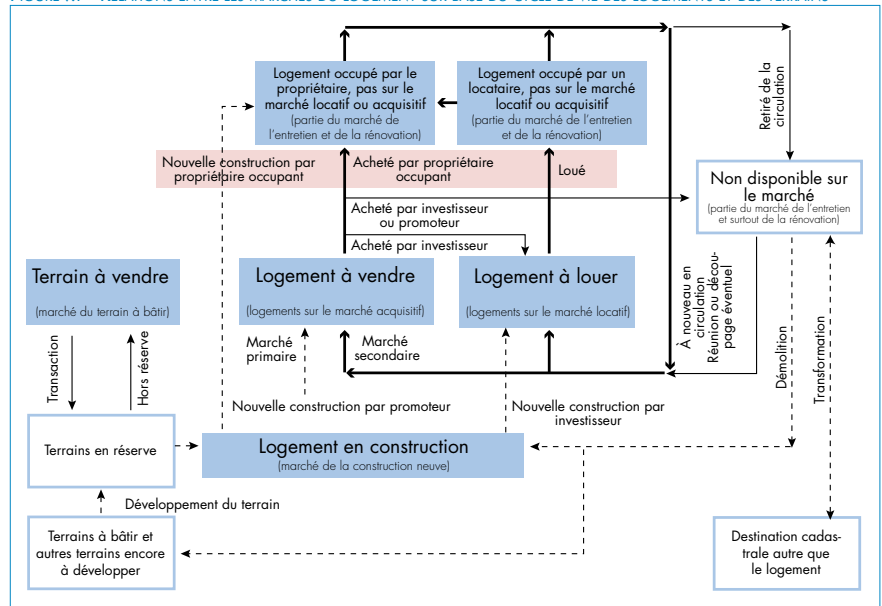 Logement occupé par le
propriétaire, pas sur le
marché locatif ou acquisitif
(partie du marché de
l'entretien et de la rénovation)
Logement occupé par un
locataire, pas sur le marché
locatif ou acquisitif
(partie du marché de l'entretien
et de la rénovation)
Retiré de la
circulation
Nouvelle construction par
propriétaire occupant
Acheté par propriétaire
occupant
Loué
Non disponible sur
le marché
(partie du marché de l'entretien
et surtout de la rénovation)
Acheté par investisseur
ou promoteur
Acheté par investisseur
Terrain à vendre
(marché du terrain à bâtir)
Logement à vendre
(logements sur le marché acquisitif)
Logement à louer
(logements sur le marché locatif)
À nouveau en
circulation
Réunion ou décou-
page éventuel
Démolition
Transformation
Transaction
Hors réserve
Marché
primaire
Marché
secondaire
Nouvelle construction par promoteur
Nouvelle construction par
investisseur
Terrains en réserve
Logement en construction
(marché de la construction neuve)
Développement du terrain
Terrains à bâtir et
autres terrains encore
à développer
Destination cadas-
trale autre que
le logement